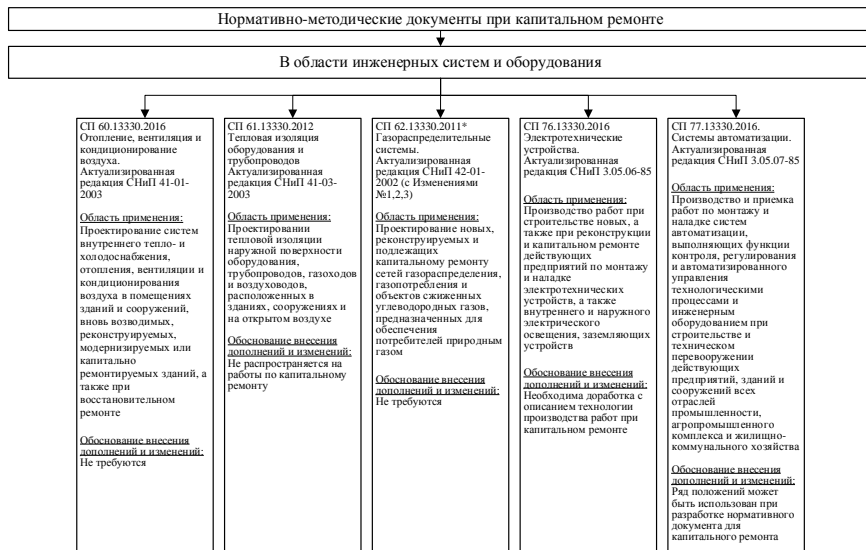 Нормативно-методические документы при капитальном ремонте
В области инженерных систем и оборудования
СП 60.13330.2016
Отопление, вентиляция и
кондиционирование
воздуха.
Актуализированная
редакция СНиП 41-01-
2003
Область применения:
Проектирование систем
внутреннего тепло- и
холодоснабжения,
отопления, вентиляции и
кондиционирования
воздуха в помещениях
зданий и сооружений,
вновь возводимых,
реконструируемых,
модернизируемых или
капитально
ремонтируемых зданий, а
также при
восстановительном
ремонте
Обоснование внесения
дополнений и изменений:
Не требуются
СП 61.13330.2012
Тепловая изоляция
оборудования и
трубопроводов
Актуализированная
редакция СНиП 41-03-
2003
Область применения:
Проектировании
тепловой изоляции
наружной поверхности
оборудования,
трубопроводов, газоходов
и воздуховодов,
расположенных в
зданиях, сооружениях и
на открытом воздухе
Обоснование внесения
дополнений и изменений:
Не распространяется на
работы по капитальному
ремонту
СП 62.13330.2011*
Газораспределительные
системы.
Актуализированная
редакция СНиП 42-01-
2002 (с Изменениями
№1,2,3)
Область применения:
Проектирование новых,
реконструируемых и
подлежащих
капитальному ремонту
сетей газораспределения,
газопотребления и
объектов сжиженных
углеводородных газов,
предназначенных для
обеспечения
потребителей природным
газом
Обоснование внесения
дополнений и изменений:
Не требуются
СП 76.13330.2016
Электротехнические
устройства.
Актуализированная
редакция СНиП 3.05.06-85
Область применения:
Производство работ при
строительстве новых, а
также при реконструкции
и капитальном ремонте
действующих
предприятий по монтажу
и наладке
электротехнических
устройств, а также
внутреннего и наружного
электрического
освещения, заземляющих
устройств
Обоснование внесения
дополнений и изменений:
Необходима доработка с
описанием технологии
производства работ при
капитальном ремонте
СП 77.13330.2016.
Системы автоматизации.
Актуализированная
редакция СНиП 3.05.07-85
Область применения:
Производство и приемка
работ по монтажу и
наладке систем
автоматизации,
выполняющих функции
контроля, регулирования
и автоматизированного
управления
технологическими
процессами и
инженерным
оборудованием при
строительстве и
техническом
перевооружении
действующих
предприятий, зданий и
сооружений всех
отраслей
промышленности,
агропромышленного
комплекса и жилищно-
коммунального хозяйства
Обоснование внесения
дополнений и изменений:
Ряд положений может
быть использован при
разработке нормативного
документа для
капитального ремонта